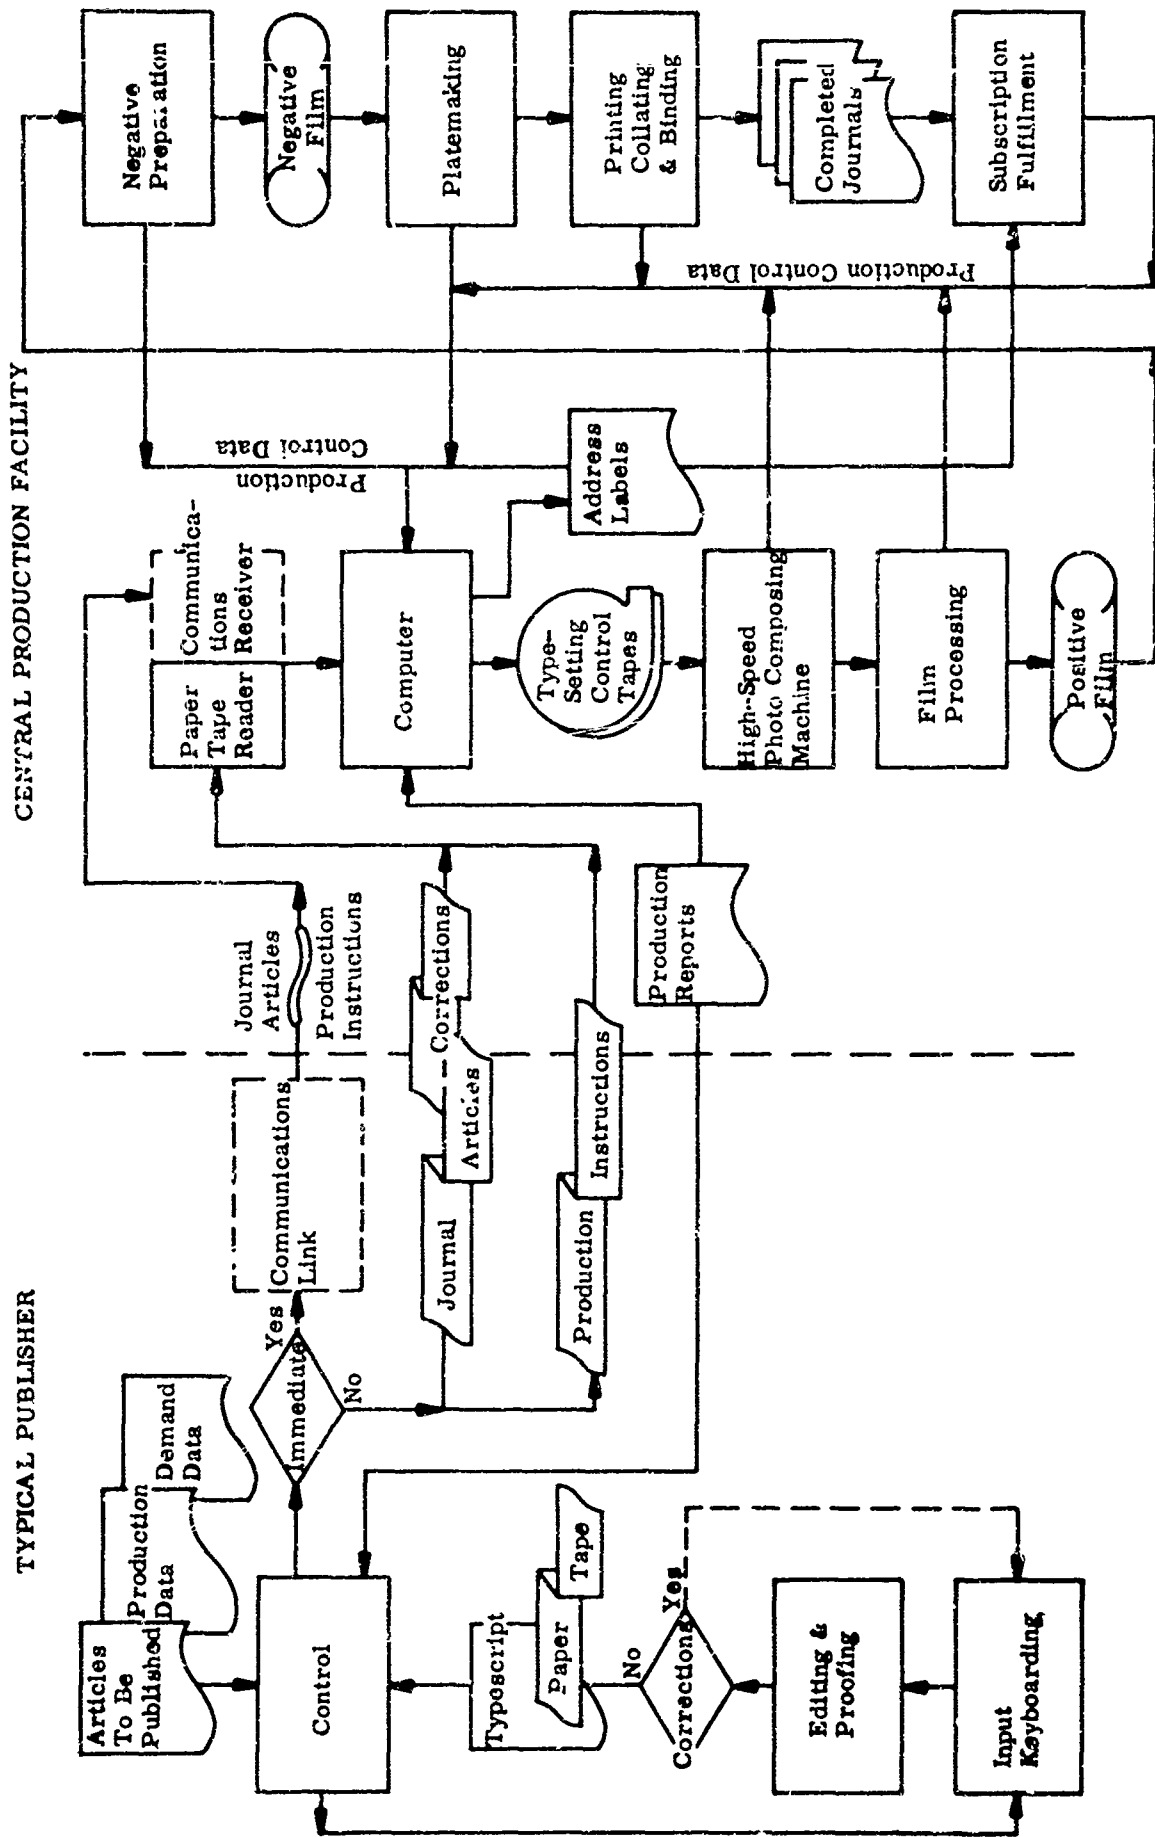 TYPICAL PUBLISHER
CENTRAL PRODUCTION FACILITY
Articles
To Be
Published
Production
Data
Demand
Data
Control
Immediate
Yes
No
Communications
Link
Journal
Articles
Production
Instructions
Journal
Articles
Corrections
Production
Instructions
Typescript
Paper
Tape
No
Yes
Corrections
Editing &
Proofing
Input
Keyboarding
Production
Reports
Paper
Tape
Reader
Communica-
tions
Receiver
Computer
Production
Control Data
Type-
Setting
Control
Tapes
Address
Labels
High-Speed
Photo Composing
Machine
Film
Processing
Positive
Film
Production Control Data
Negative
Preparation
Negative
Film
Platemaking
Printing
Collating
& Binding
Completed
Journals
Subscription
Fulfillment